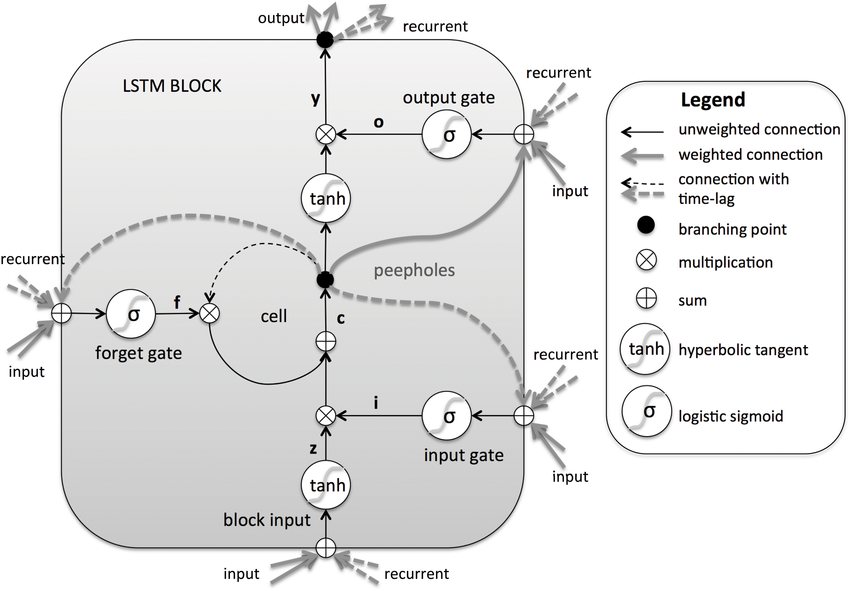 output
recurrent
LSTM BLOCK
recurrent
output gate
y
o
σ
input
tanh
recurrent
peepholes
f
σ
cell
c
forget gate
input
recurrent
i
σ
z
input gate
input
tanh
block input
input
recurrent
Legend
unweighted connection
weighted connection
connection with
time-lag
branching point
multiplication
sum
tanh
hyperbolic tangent
σ
logistic sigmoid